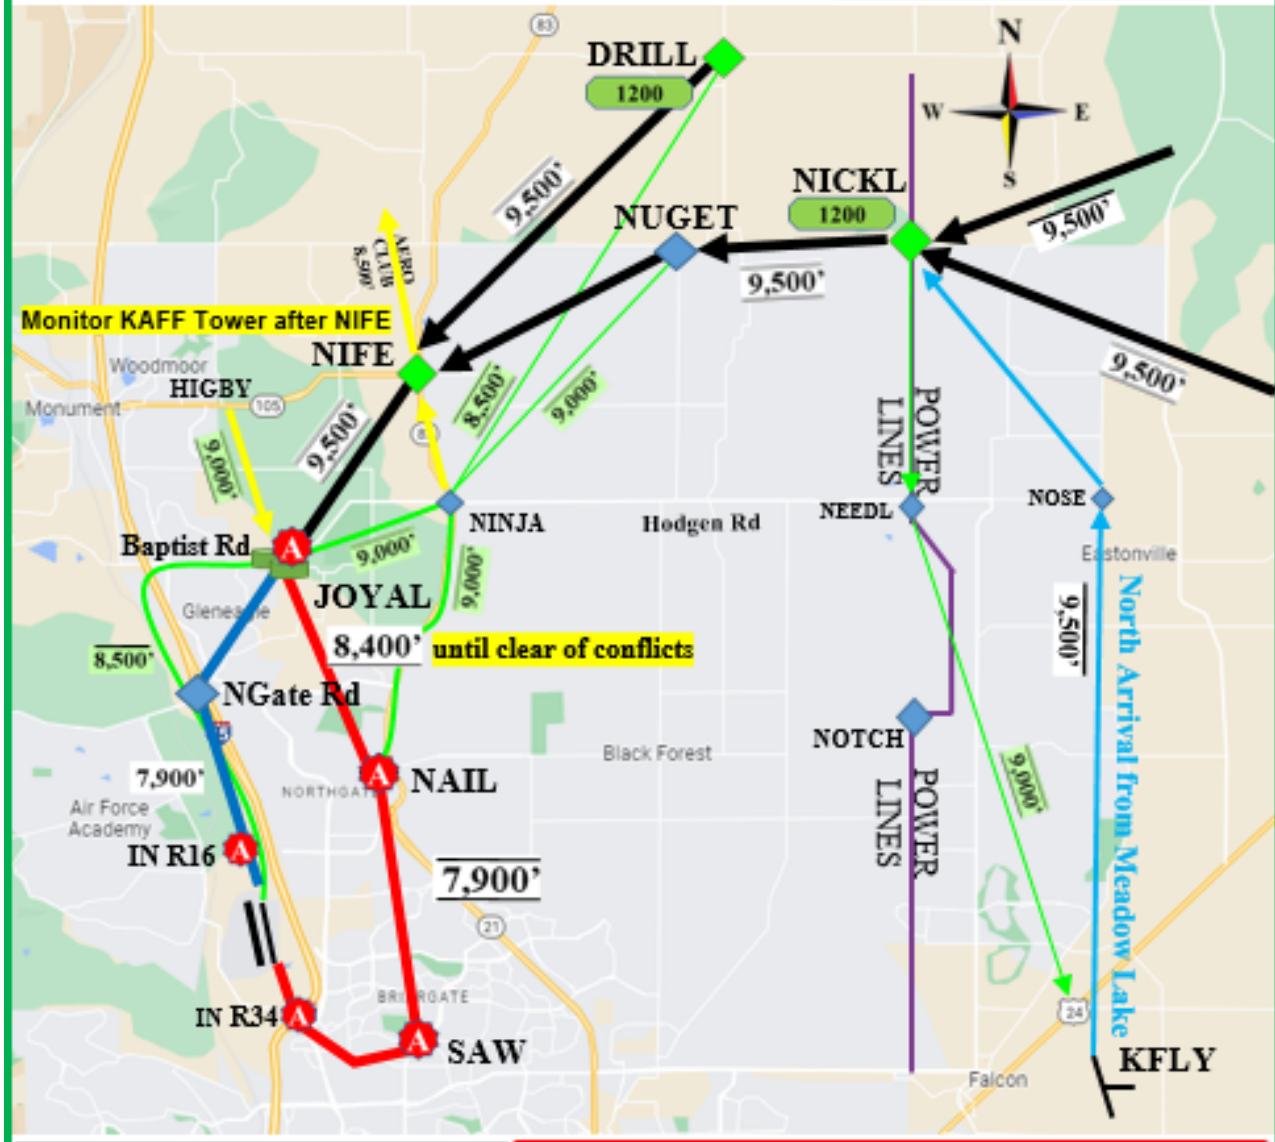 83
N
DRILL
1200
W
E
S
9,500’
NICKL
1200
NUGET
9,500’
AERO
CLUB
8,500’
9,500’
Monitor KAFF Tower after NIFE
NIFE
9,500’
Woodmoor
HIGBY
105
Monument
8,500’
9,000’
POWER
LINES
9,500’
9,000’
NEEDL
NOSE
NINJA
Hodgen Rd
Baptist Rd
A
9,000’
9,000’
Eastonville
JOYAL
Gleneagle
8,400’
until clear of conflicts
9,500’
North Arrival from Meadow Lake
8,500’
NGate Rd
NOTCH
Black Forest
7,900’
A
NAIL
NORTHGATE
POWER
LINES
9,000’
Air Force
Academy
IN R16
A
7,900’
21
BRIARGATE
IN R34
A
A
SAW
24
KFLY
Falcon